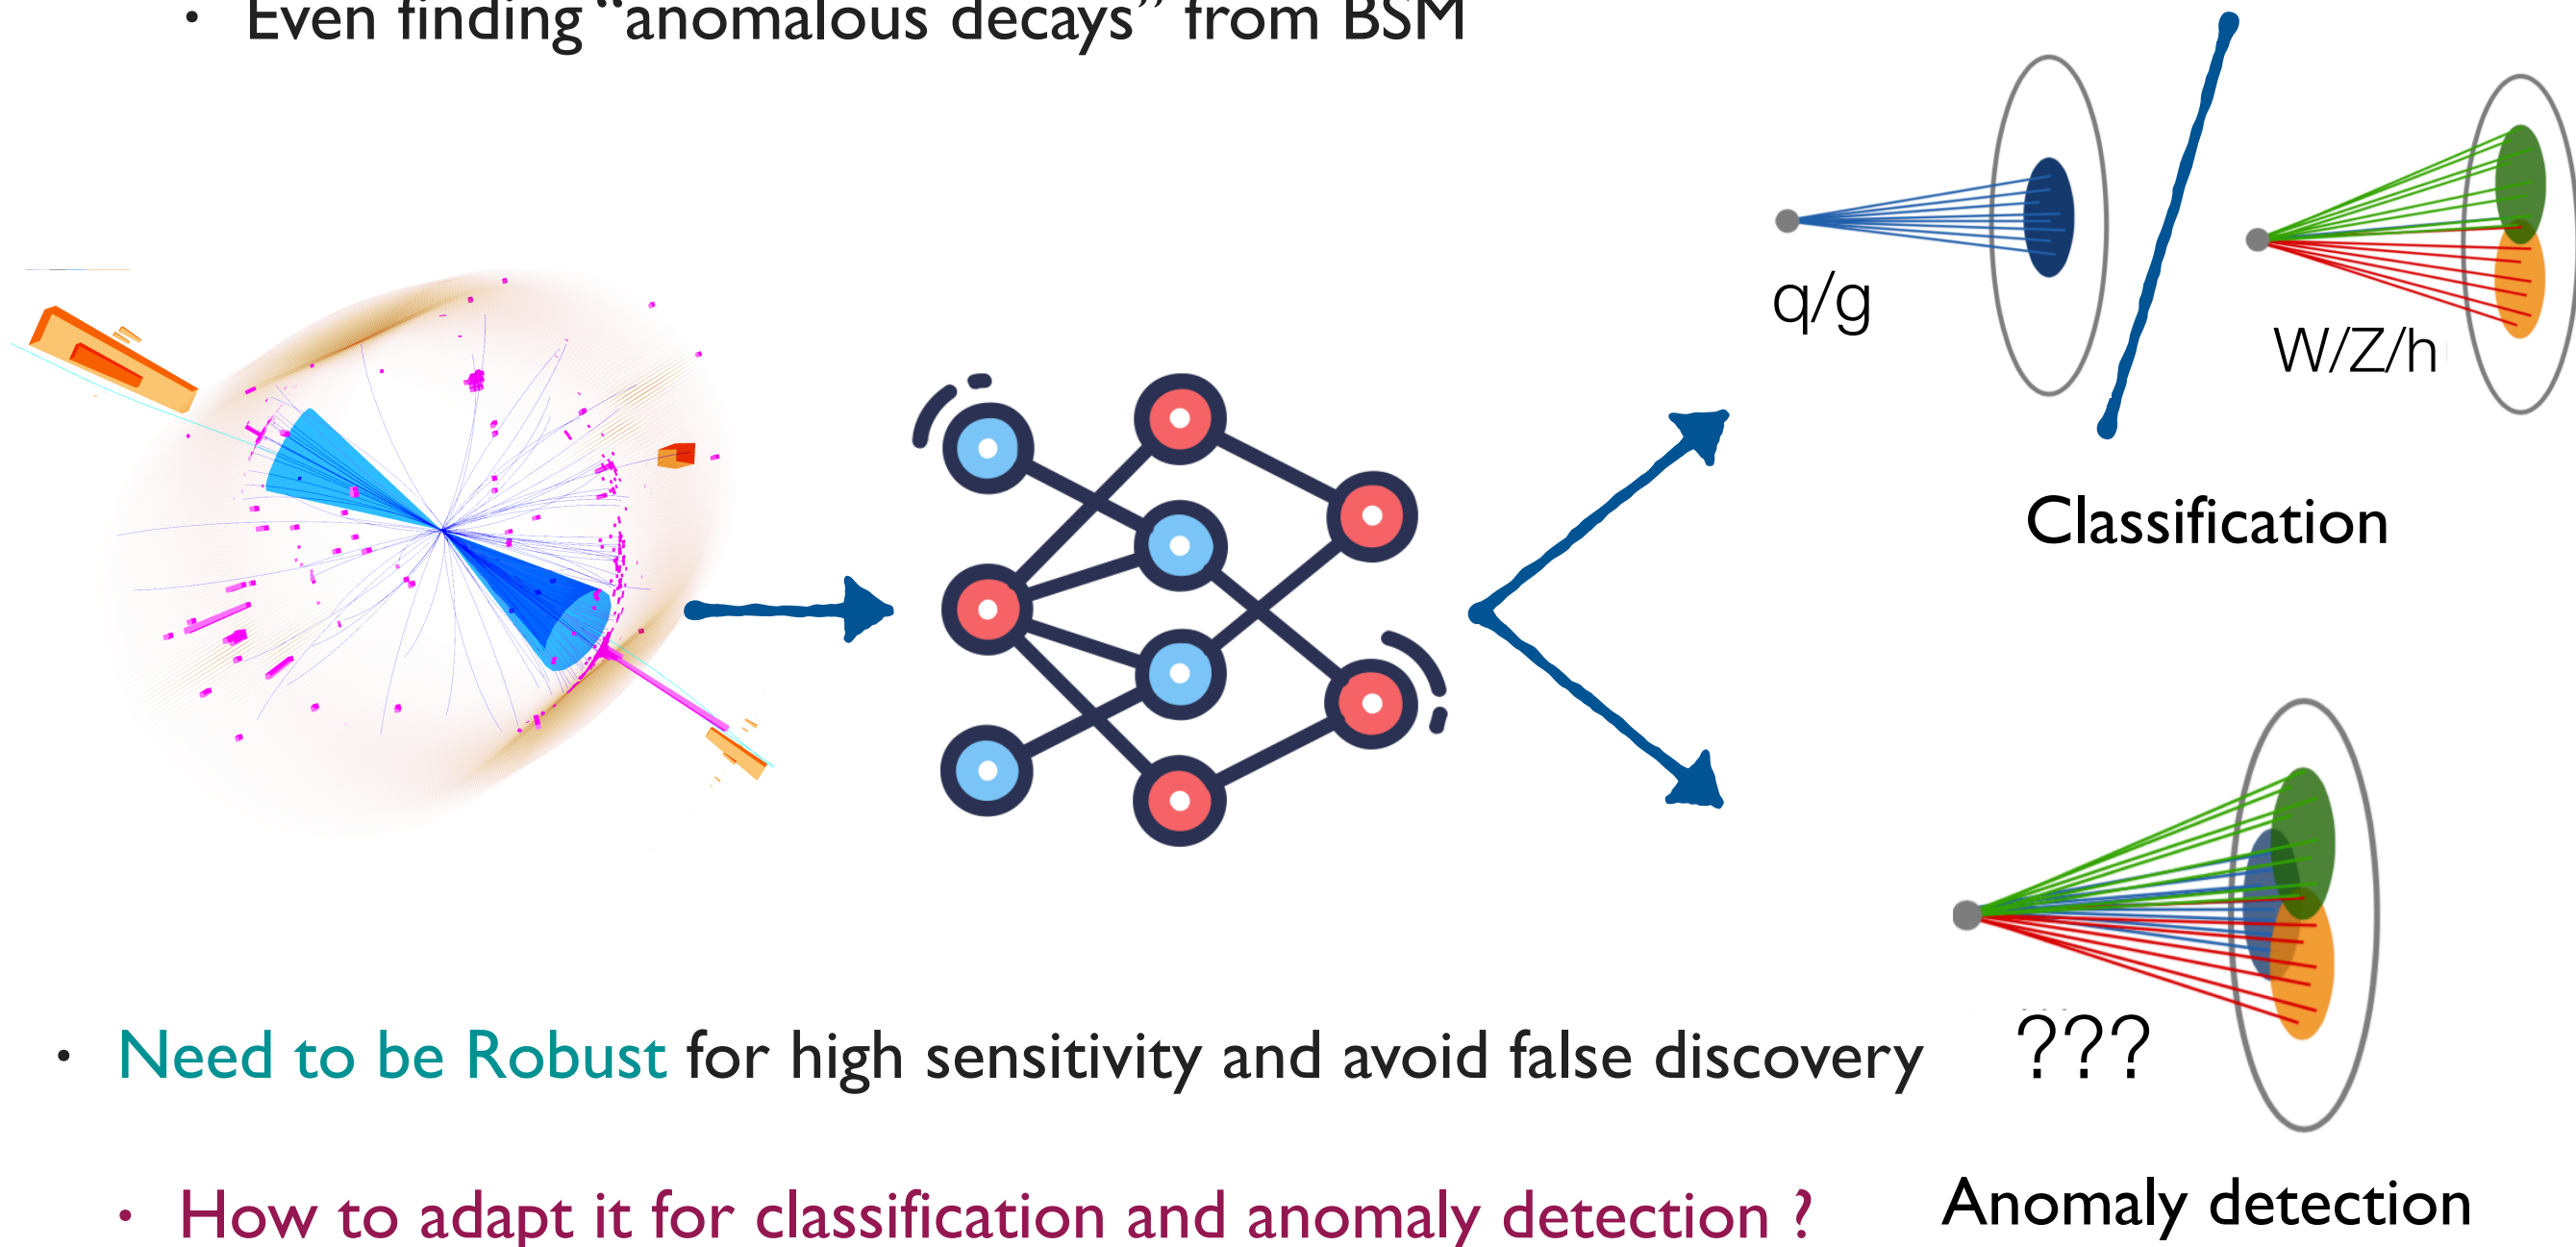 • Even finding “anomalous decays” from BSM
q/g
W/Z/h
Classification
• Need to be Robust for high sensitivity and avoid false discovery
???
• How to adapt it for classification and anomaly detection ?
Anomaly detection